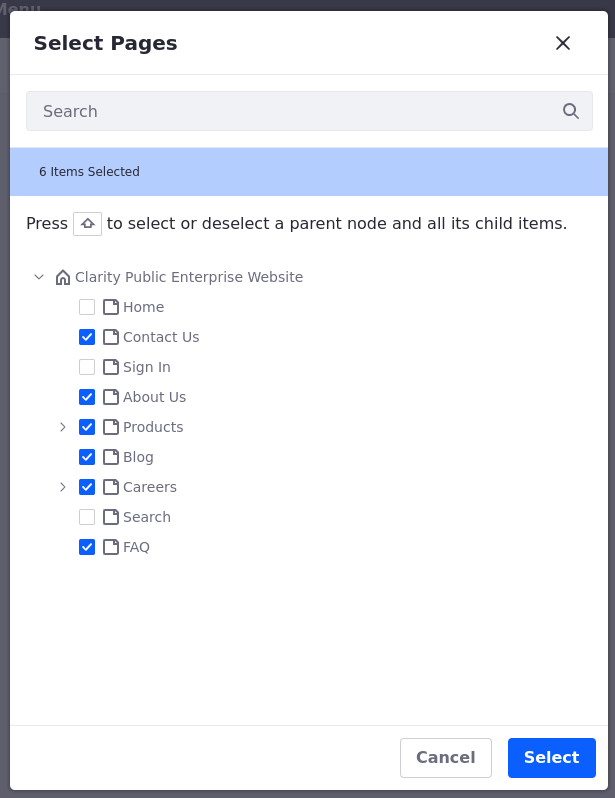 Menu
Select Pages
Search
6 Items Selected
Press to select or deselect a parent node and all its child items.
Clarity Public Enterprise Website
Home
Contact Us
Sign In
About Us
Products
Blog
Careers
Search
FAQ
Cancel Select